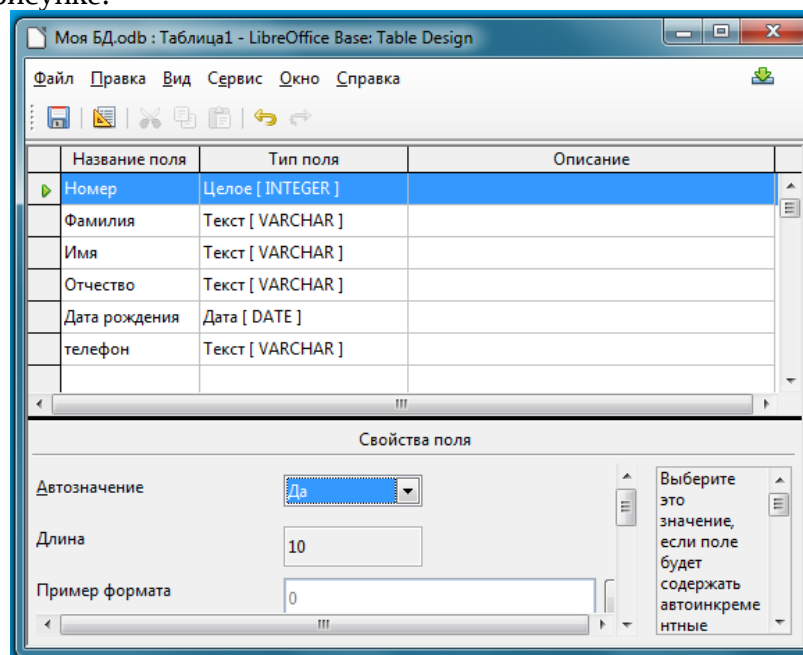 Моя БД.odb : Таблица1 - LibreOffice Base: Table Design
Файл Правка Вид Сервис Окно Справка
Название поля Тип поля Описание
Номер Целое [ INTEGER ]
Фамилия Текст [ VARCHAR ]
Имя Текст [ VARCHAR ]
Отчество Текст [ VARCHAR ]
Дата рождения Дата [ DATE ]
телефон Текст [ VARCHAR ]
Свойства поля
Автозначение Да
Длина 10
Пример формата 0
Выберите
это
значение,
если поле
будет
содержать
автоинкреме
нтные